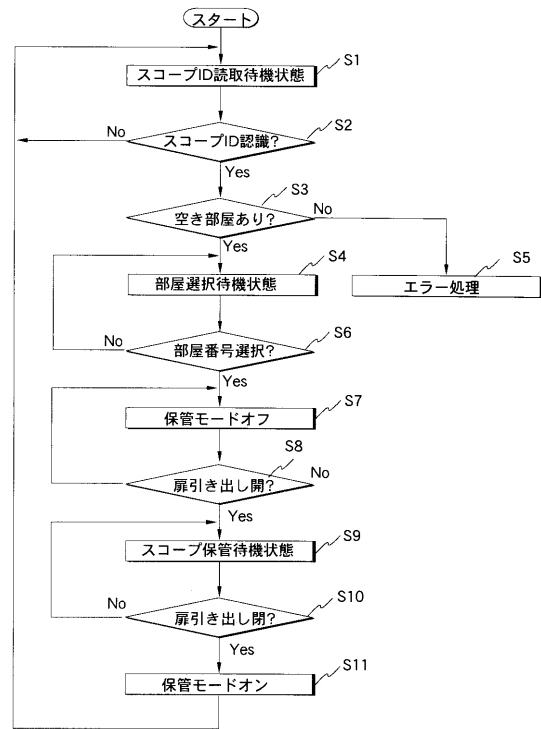 スタート
スコープID読取待機状態
S1
スコープID認識?
S2
No
Yes
空き部屋あり?
S3
No
Yes
部屋選択待機状態
S4
エラー処理
S5
部屋番号選択?
S6
No
Yes
保管モードオフ
S7
扉引き出し開?
S8
No
Yes
スコープ保管待機状態
S9
扉引き出し閉?
S10
No
Yes
保管モードオン
S11